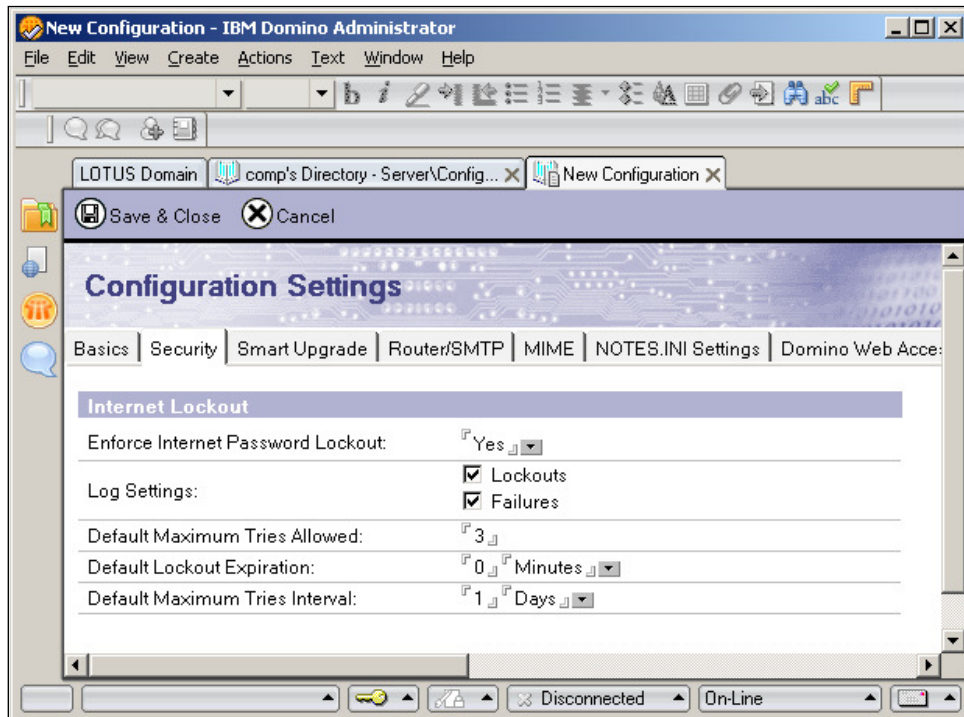 New Configuration - IBM Domino Administrator
File Edit View Create Actions Text Window Help
b i abc
LOTUS Domain comp's Directory - Server\Config... New Configuration
Save & Close Cancel
Configuration Settings
Basics Security Smart Upgrade Router/SMTP MIME NOTES.INI Settings Domino Web Acce
Internet Lockout
Enforce Internet Password Lockout: Yes
Log Settings: Lockouts
Failures
Default Maximum Tries Allowed: 3
Default Lockout Expiration: 0 Minutes
Default Maximum Tries Interval: 1 Days
Disconnected On-Line